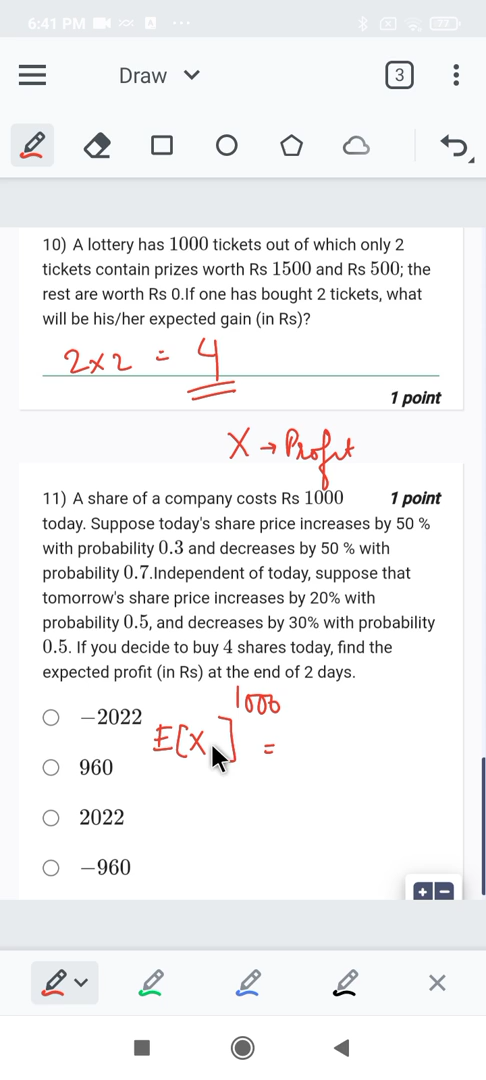 6:41 PM
Draw
3
10) A lottery has 1000 tickets out of which only 2
tickets contain prizes worth Rs 1500 and Rs 500; the
rest are worth Rs 0.If one has bought 2 tickets, what
will be his/her expected gain (in Rs)?
2 x 2 = 4
1 point
X → Profit
11) A share of a company costs Rs 1000 1 point
today. Suppose today's share price increases by 50 %
with probability 0.3 and decreases by 50 % with
probability 0.7.Independent of today, suppose that
tomorrow's share price increases by 20% with
probability 0.5, and decreases by 30% with probability
0.5. If you decide to buy 4 shares today, find the
expected profit (in Rs) at the end of 2 days.
1000
−2022
E[X] =
960
2022
−960